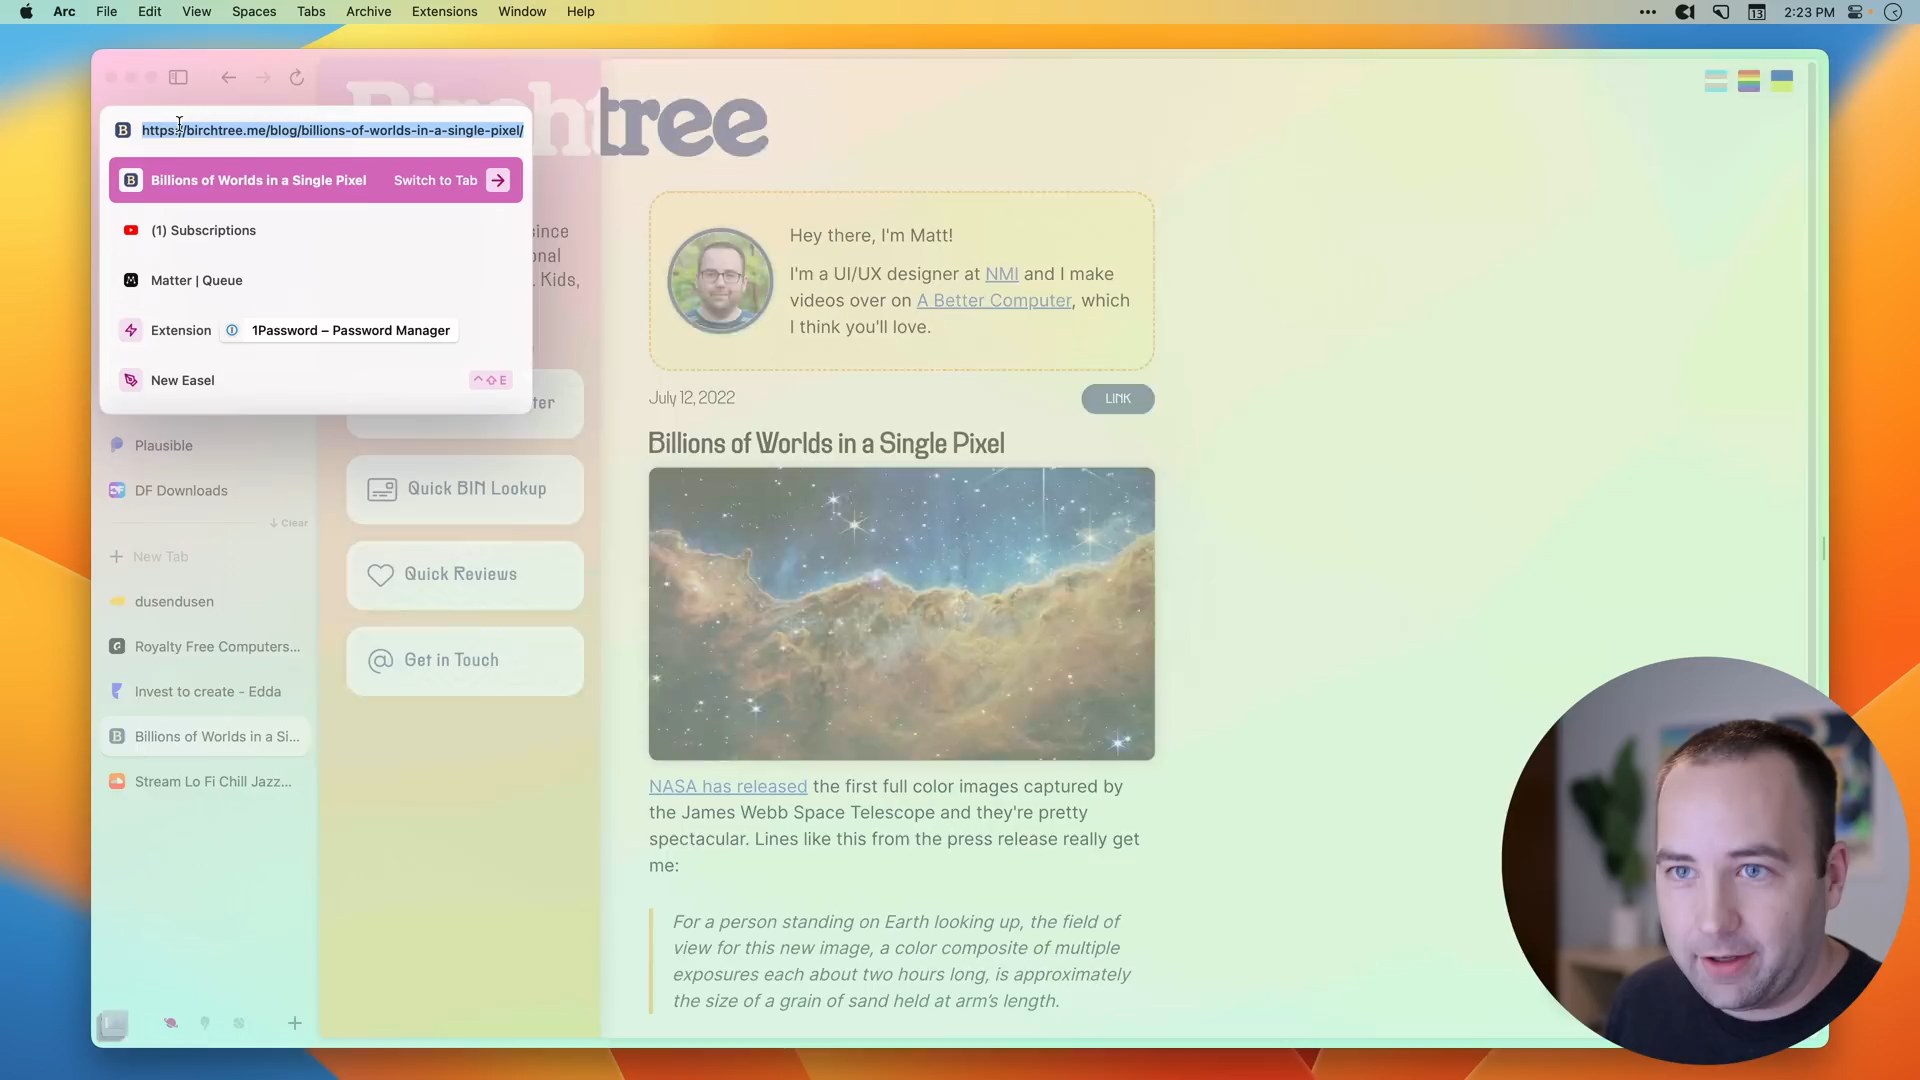 Arc File Edit View Spaces Tabs Archive Extensions Window Help
13 2:23 PM
Birchtree
https://birchtree.me/blog/billions-of-worlds-in-a-single-pixel/
Billions of Worlds in a Single Pixel Switch to Tab
(1) Subscriptions
Matter | Queue
Extension 1Password – Password Manager
New Easel ^⇧E
Plausible
DF Downloads
↓ Clear
+ New Tab
dusendusen
Royalty Free Computers...
Invest to create - Edda
Billions of Worlds in a Si...
Stream Lo Fi Chill Jazz...
Kids,
Quick BIN Lookup
Quick Reviews
Get in Touch
Hey there, I'm Matt!
I'm a UI/UX designer at NMI and I make
videos over on A Better Computer, which
I think you'll love.
July 12, 2022 LINK
Billions of Worlds in a Single Pixel
NASA has released the first full color images captured by
the James Webb Space Telescope and they're pretty
spectacular. Lines like this from the press release really get
me:
For a person standing on Earth looking up, the field of
view for this new image, a color composite of multiple
exposures each about two hours long, is approximately
the size of a grain of sand held at arm's length.